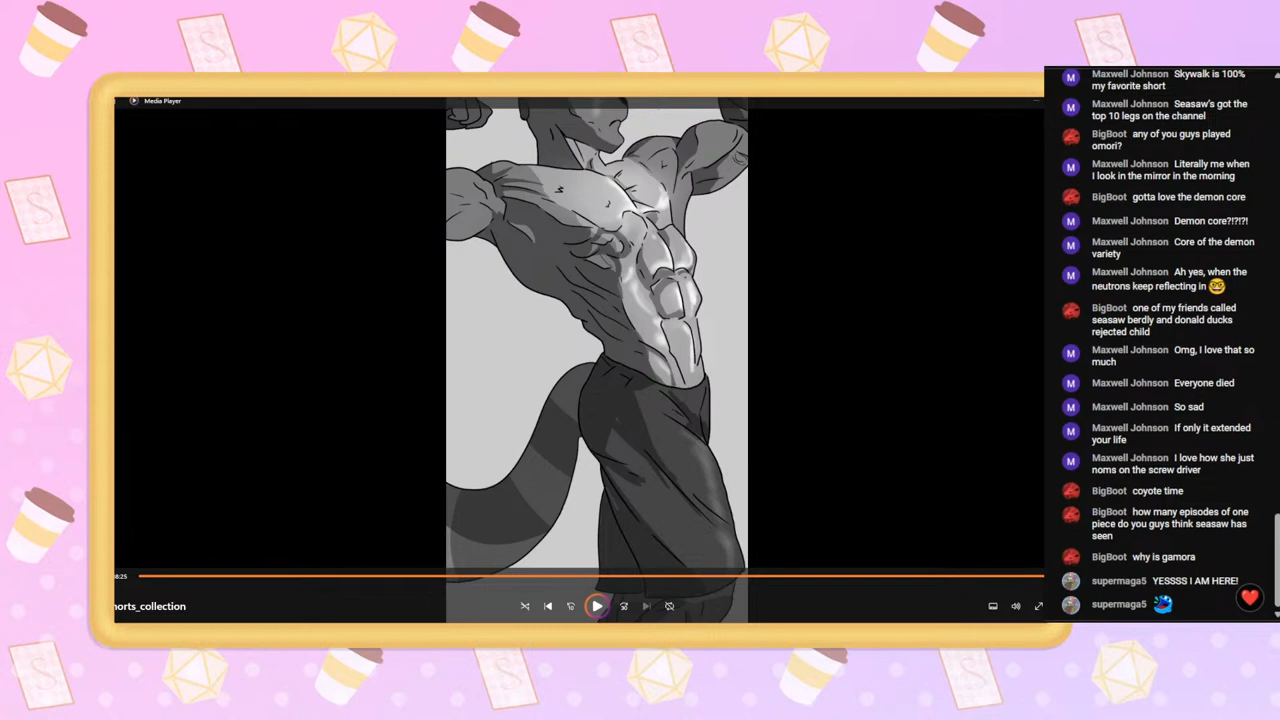 Media Player
38:25
horts_collection
Maxwell Johnson Skywalk is 100%
my favorite short
Maxwell Johnson Seasaw's got the
top 10 legs on the channel
BigBoot any of you guys played
omori?
Maxwell Johnson Literally me when
I look in the mirror in the morning
BigBoot gotta love the demon core
Maxwell Johnson Demon core?!?!?!
Maxwell Johnson Core of the demon
variety
Maxwell Johnson Ah yes, when the
neutrons keep reflecting in 🤓
BigBoot one of my friends called
seasaw berdly and donald ducks
rejected child
Maxwell Johnson Omg, I love that so
much
Maxwell Johnson Everyone died
Maxwell Johnson So sad
Maxwell Johnson If only it extended
your life
Maxwell Johnson I love how she just
noms on the screw driver
BigBoot coyote time
BigBoot how many episodes of one
piece do you guys think seasaw has
seen
BigBoot why is gamora
supermaga5 YESSSS I AM HERE!
supermaga5